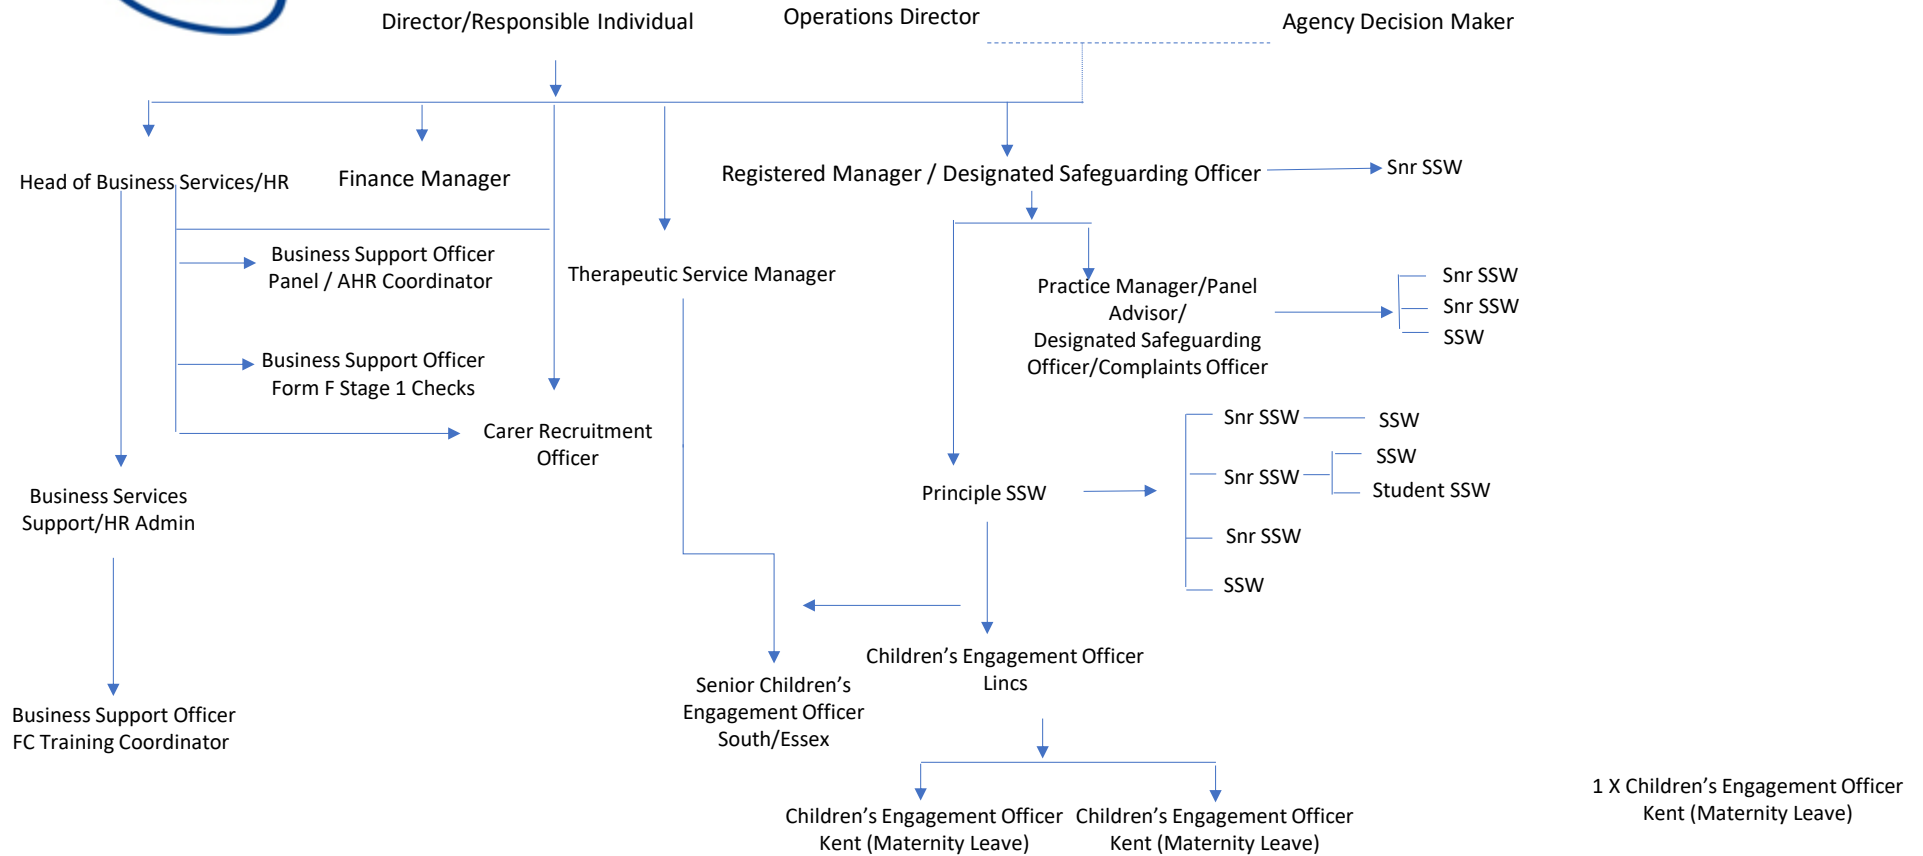 Director/Responsible Individual
Operations Director
Agency Decision Maker
Head of Business Services/HR
Finance Manager
Registered Manager / Designated Safeguarding Officer
Snr SSW
Business Support Officer
Panel / AHR Coordinator
Therapeutic Service Manager
Practice Manager/Panel
Advisor/
Designated Safeguarding
Officer/Complaints Officer
Snr SSW
Snr SSW
SSW
Business Support Officer
Form F Stage 1 Checks
Carer Recruitment
Officer
Snr SSW
SSW
Snr SSW
SSW
Student SSW
Snr SSW
SSW
Principle SSW
Business Services
Support/HR Admin
Children’s Engagement Officer
Lincs
Senior Children’s
Engagement Officer
South/Essex
Business Support Officer
FC Training Coordinator
Children’s Engagement Officer
Kent (Maternity Leave)
Children’s Engagement Officer
Kent (Maternity Leave)
1 X Children’s Engagement Officer
Kent (Maternity Leave)